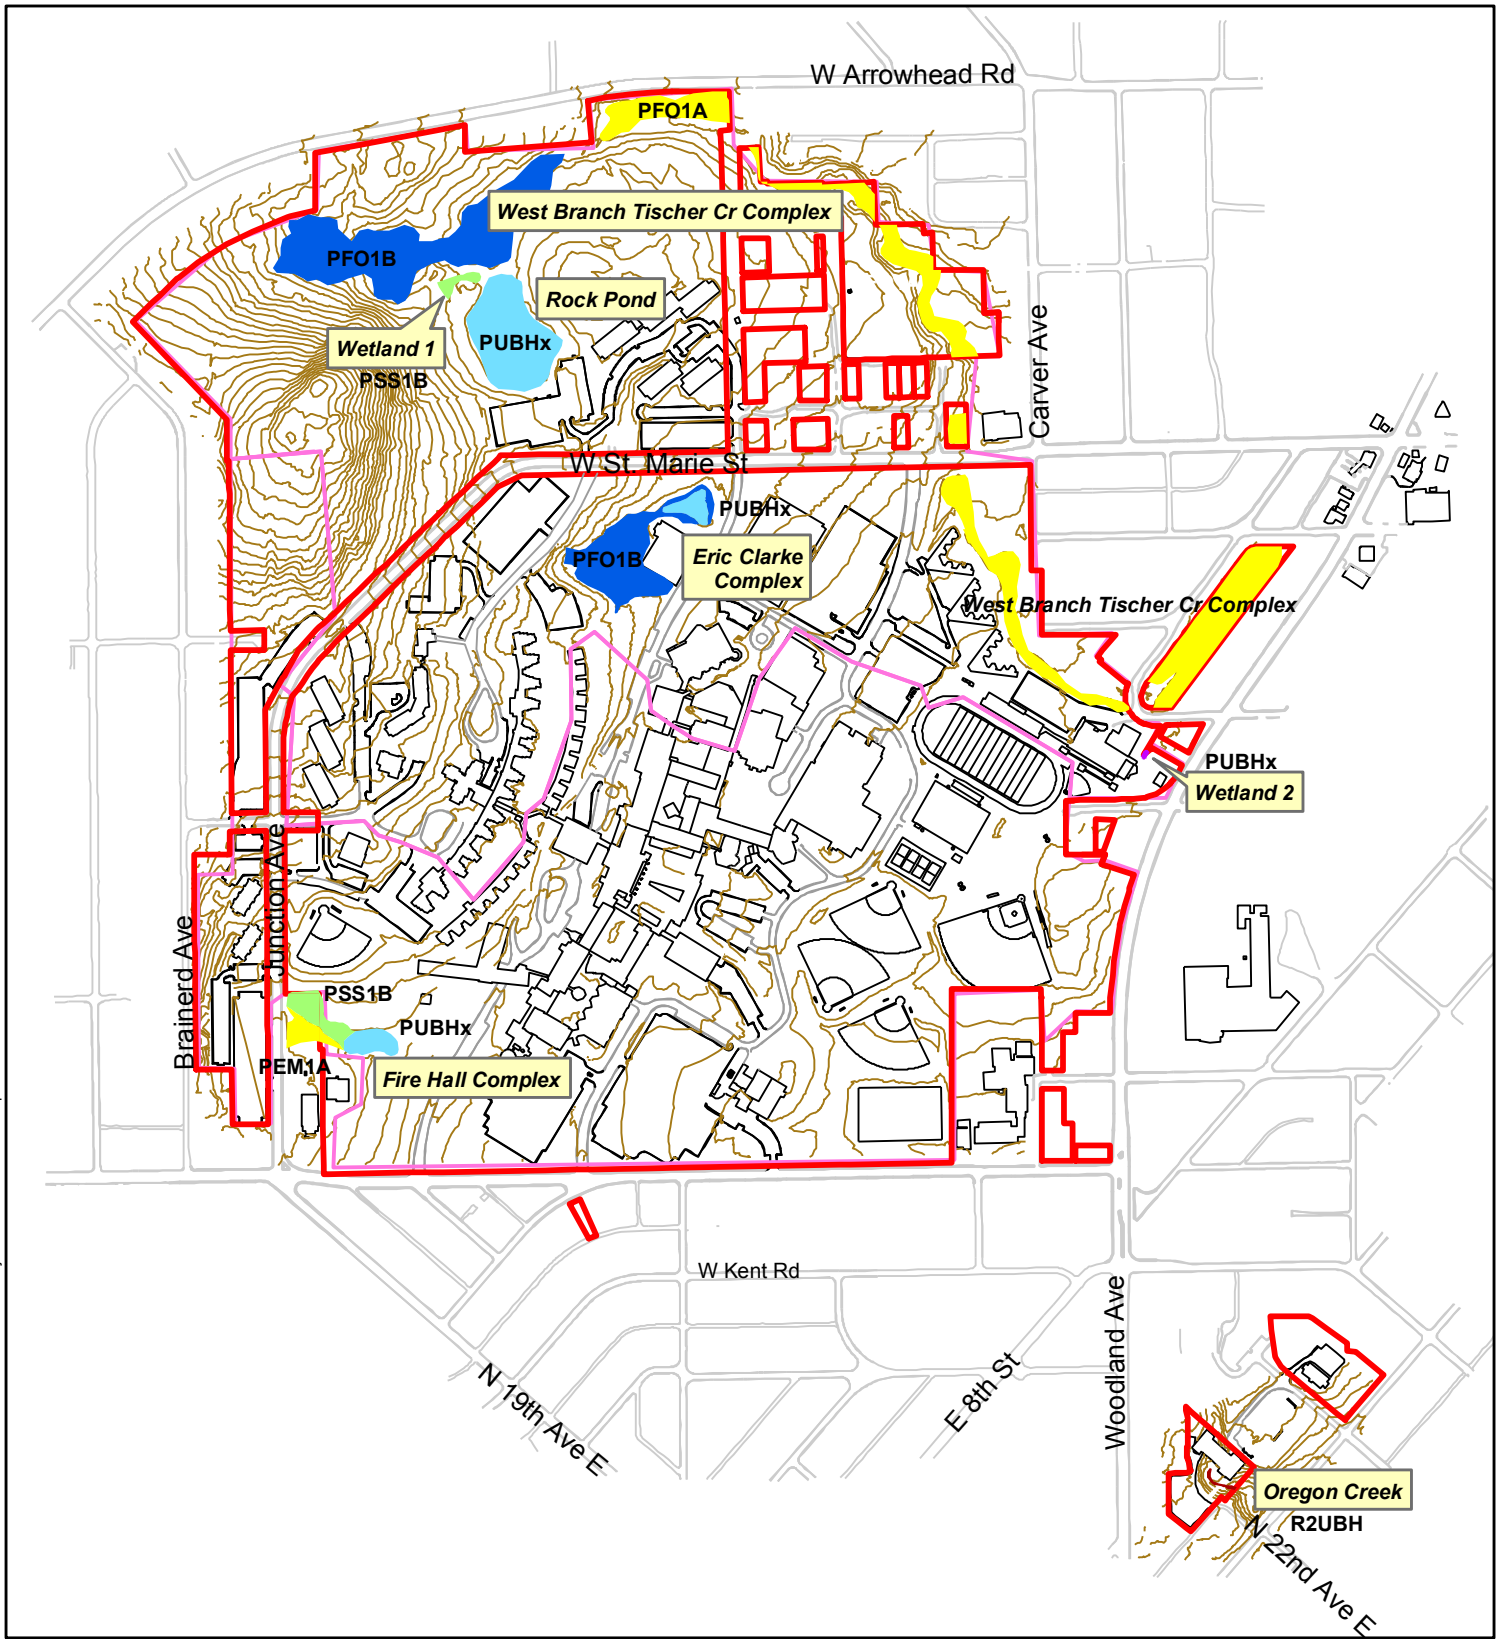 W Arrowhead Rd
PFO1A
West Branch Tischer Cr Complex
PFO1B
Rock Pond
Wetland 1
PUBHx
PSS1B
Carver Ave
W St. Marie St
PUBHx
PFO1B
Eric Clarke
Complex
West Branch Tischer Cr Complex
PUBHx
Wetland 2
Junction Ave
Brainerd Ave
PSS1B
PUBHx
PEM1A
Fire Hall Complex
W Kent Rd
N 19th Ave E
E 8th St
Woodland Ave
Oregon Creek
R2UBH
N 22nd Ave E